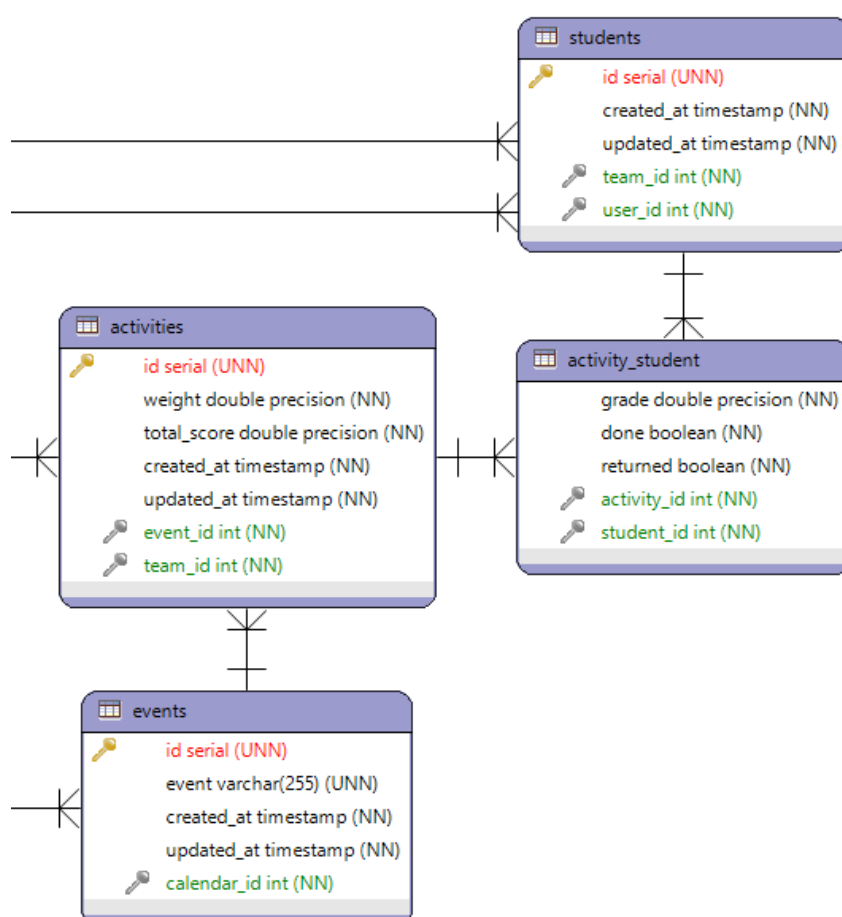 students
id serial (UNN)
created_at timestamp (NN)
updated_at timestamp (NN)
team_id int (NN)
user_id int (NN)
activities
id serial (UNN)
weight double precision (NN)
total_score double precision (NN)
created_at timestamp (NN)
updated_at timestamp (NN)
event_id int (NN)
team_id int (NN)
activity_student
grade double precision (NN)
done boolean (NN)
returned boolean (NN)
activity_id int (NN)
student_id int (NN)
events
id serial (UNN)
event varchar(255) (UNN)
created_at timestamp (NN)
updated_at timestamp (NN)
calendar_id int (NN)